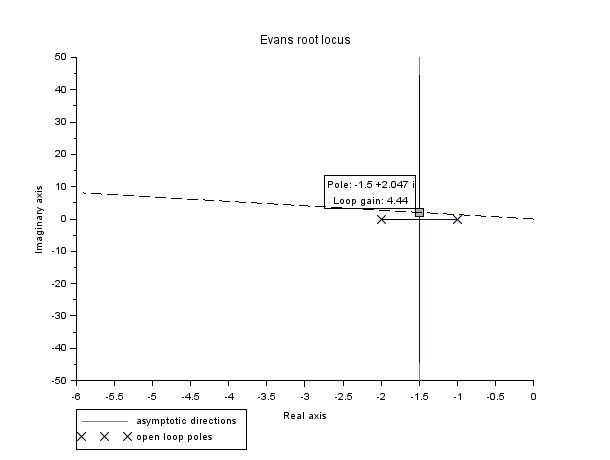 Evans root locus
50
40
30
20
10
0
-10
-20
-30
-40
-50
Imaginary axis
Pole: -1.5 +2.047 i
Loop gain: 4.44
-6 -5.5 -5 -4.5 -4 -3.5 -3 -2.5 -2 -1.5 -1 -0.5 0
Real axis
asymptotic directions
open loop poles